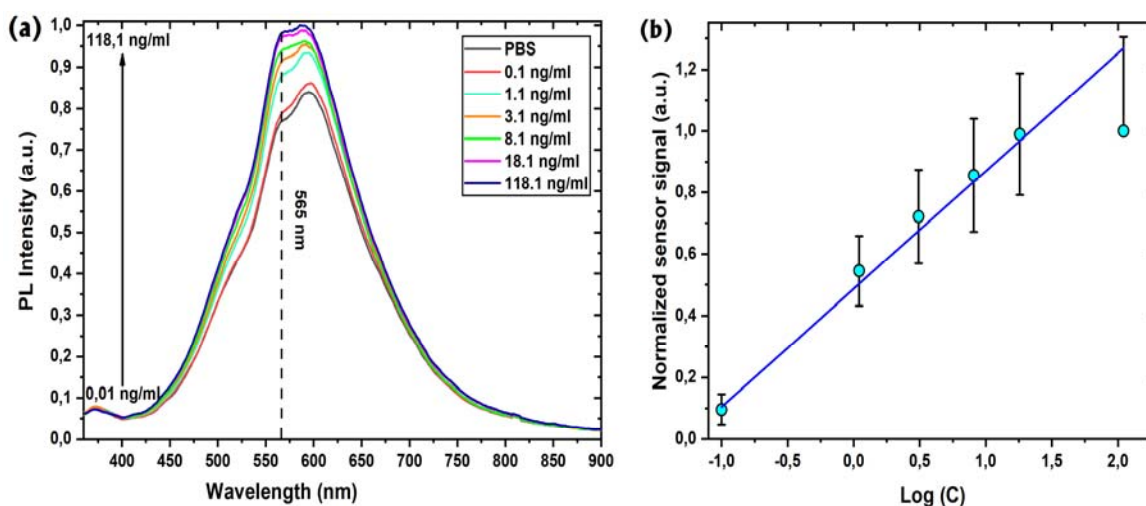 (a)
118,1 ng/ml
1,0
0,9
0,8
0,7
0,6
0,5
0,4
0,3
0,2
0,1
0,0
PL Intensity (a.u.)
0,01 ng/ml
PBS
0.1 ng/ml
1.1 ng/ml
3.1 ng/ml
8.1 ng/ml
18.1 ng/ml
118.1 ng/ml
565 nm
400 450 500 550 600 650 700 750 800 850 900
Wavelength (nm)
(b)
1,2
1,0
0,8
0,6
0,4
0,2
0,0
Normalized sensor signal (a.u.)
-1,0 -0,5 0,0 0,5 1,0 1,5 2,0
Log (C)